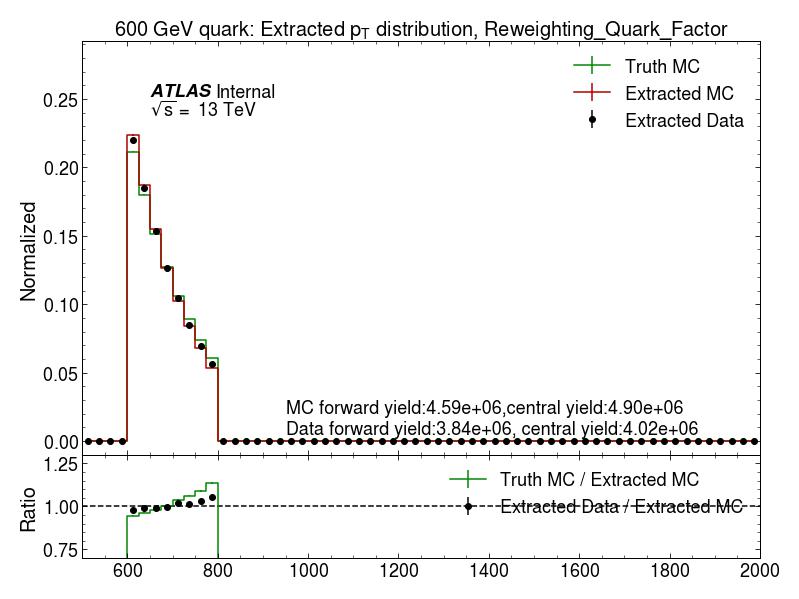 600 GeV quark: Extracted pT distribution, Reweighting_Quark_Factor
ATLAS Internal
√s = 13 TeV
Truth MC
Extracted MC
Extracted Data
Normalized
0.25
0.20
0.15
0.10
0.05
0.00
MC forward yield:4.59e+06,central yield:4.90e+06
Data forward yield:3.84e+06, central yield:4.02e+06
Ratio
1.25
1.00
0.75
Truth MC / Extracted MC
Extracted Data / Extracted MC
600 800 1000 1200 1400 1600 1800 2000